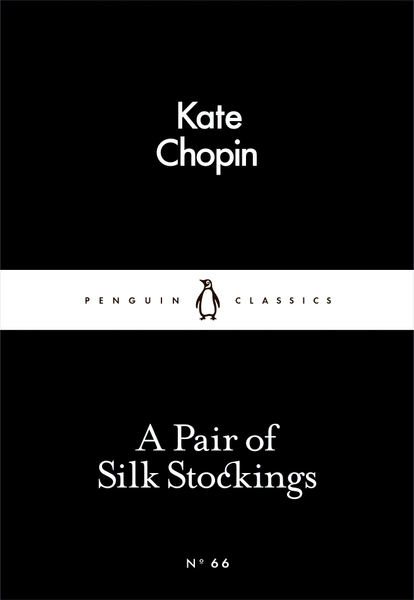 Kate
Chopin
PENGUIN CLASSICS
A Pair of
Silk Stockings
Nº 66